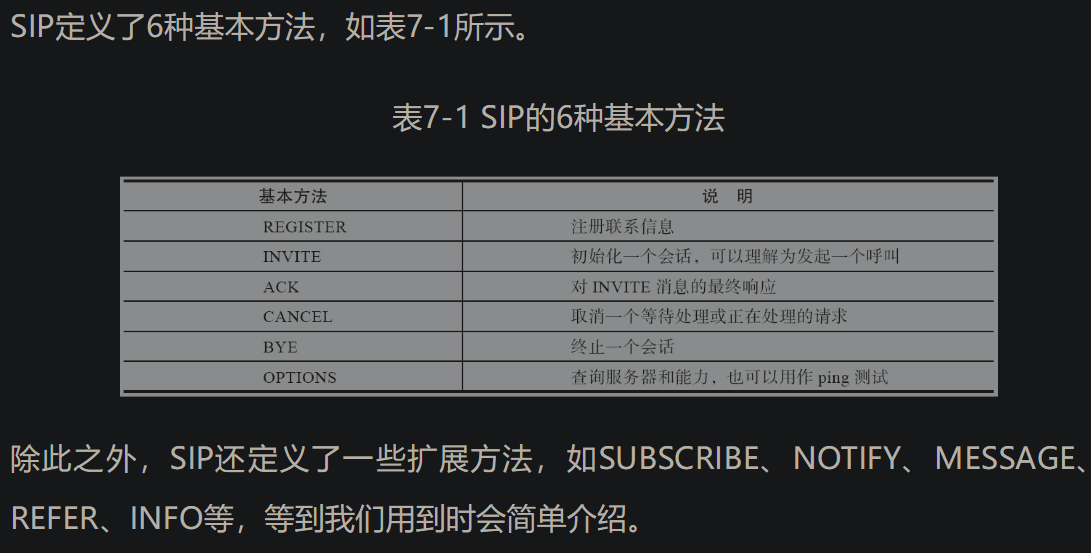 SIP定义了6种基本方法，如表7-1所示。
表7-1 SIP的6种基本方法
基本方法 说 明
REGISTER 注册联系信息
INVITE 初始化一个会话，可以理解为发起一个呼叫
ACK 对 INVITE 消息的最终响应
CANCEL 取消一个等待处理或正在处理的请求
BYE 终止一个会话
OPTIONS 查询服务器和能力，也可以用作 ping 测试
除此之外，SIP还定义了一些扩展方法，如SUBSCRIBE、NOTIFY、MESSAGE、
REFER、INFO等，等到我们用到时会简单介绍。